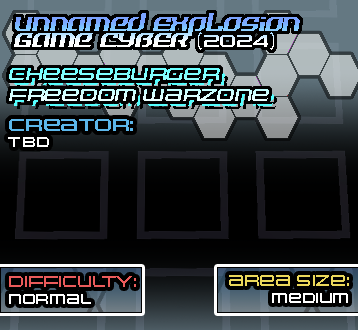 UNNAMED EXPLOSION
GAME CYBER (2024)
CHEESEBURGER
FREEDOM WARZONE
CREATOR:
TBD
DIFFICULTY:
NORMAL
AREA SIZE:
MEDIUM